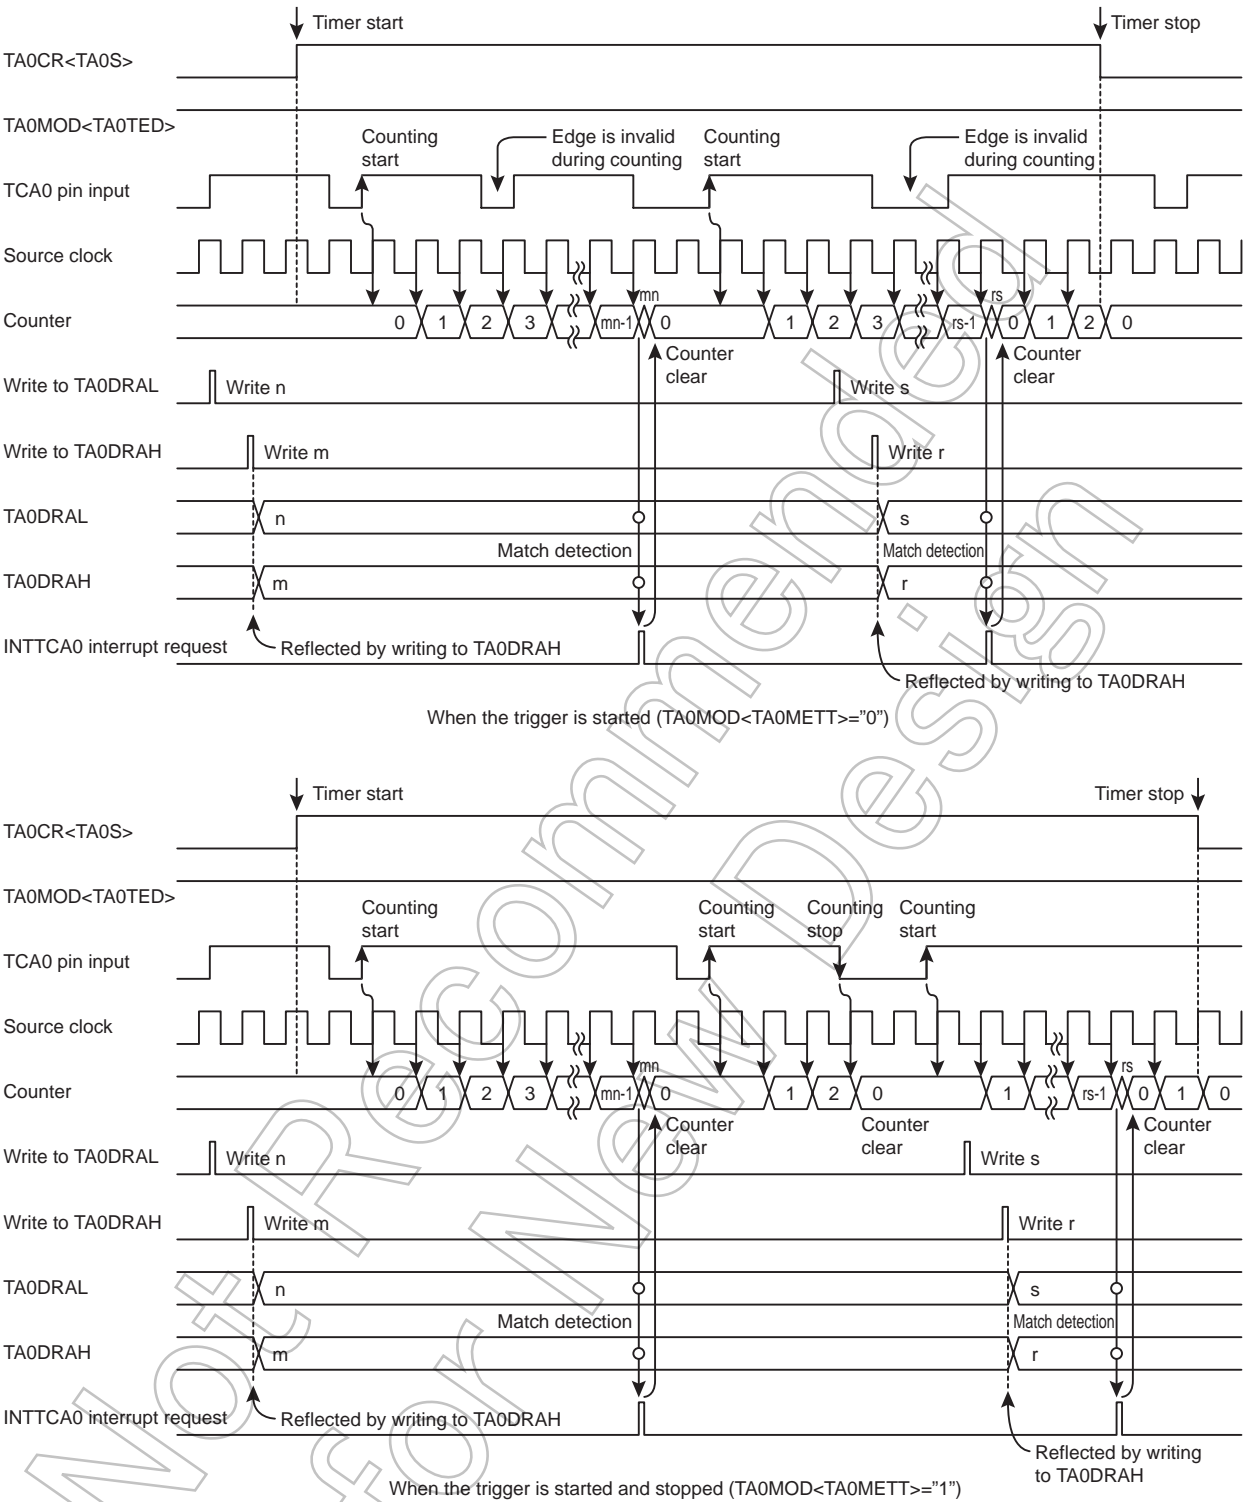 Timer start
Timer stop
TA0CR<TA0S>
TA0MOD<TA0TED>
Counting
start
Edge is invalid
during counting
Counting
start
Edge is invalid
during counting
TCA0 pin input
Source clock
mn
rs
Counter
0 1 2 3 mn-1 0 1 2 3 rs-1 0 1 2 0
Counter
clear
Counter
clear
Write to TA0DRAL
Write n
Write s
Write to TA0DRAH
Write m
Write r
TA0DRAL
n
s
Match detection
Match detection
TA0DRAH
m
r
INTTCA0 interrupt request
Reflected by writing to TA0DRAH
Reflected by writing to TA0DRAH
When the trigger is started (TA0MOD<TA0METT>="0")
Timer start
Timer stop
TA0CR<TA0S>
TA0MOD<TA0TED>
Counting
start
Counting
start
Counting
stop
Counting
start
TCA0 pin input
Source clock
mn
rs
Counter
0 1 2 3 mn-1 0 1 2 0 1 rs-1 0 1 0
Counter
clear
Counter
clear
Counter
clear
Write to TA0DRAL
Write n
Write s
Write to TA0DRAH
Write m
Write r
TA0DRAL
n
s
Match detection
Match detection
TA0DRAH
m
r
INTTCA0 interrupt request
Reflected by writing to TA0DRAH
Reflected by writing
to TA0DRAH
When the trigger is started and stopped (TA0MOD<TA0METT>="1")
Not Recommended
for New Design